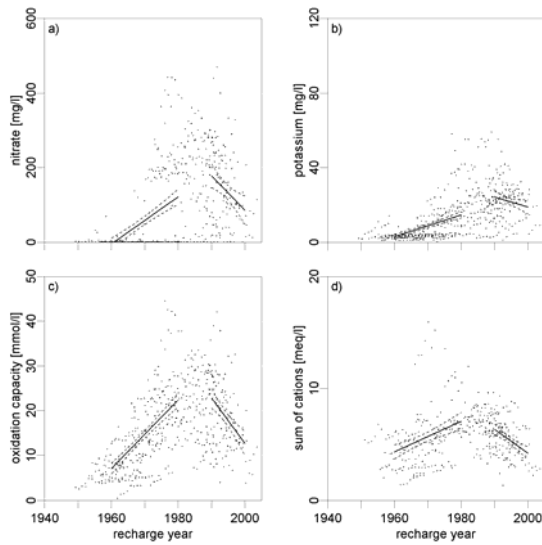 600
400
200
0
nitrate [mg/l]
a)
120
80
40
0
potassium [mg/l]
b)
50
40
30
20
10
0
oxidation capacity [mmol/l]
c)
1940 1960 1980 2000
recharge year
20
10
0
sum of cations [meq/l]
d)
1940 1960 1980 2000
recharge year